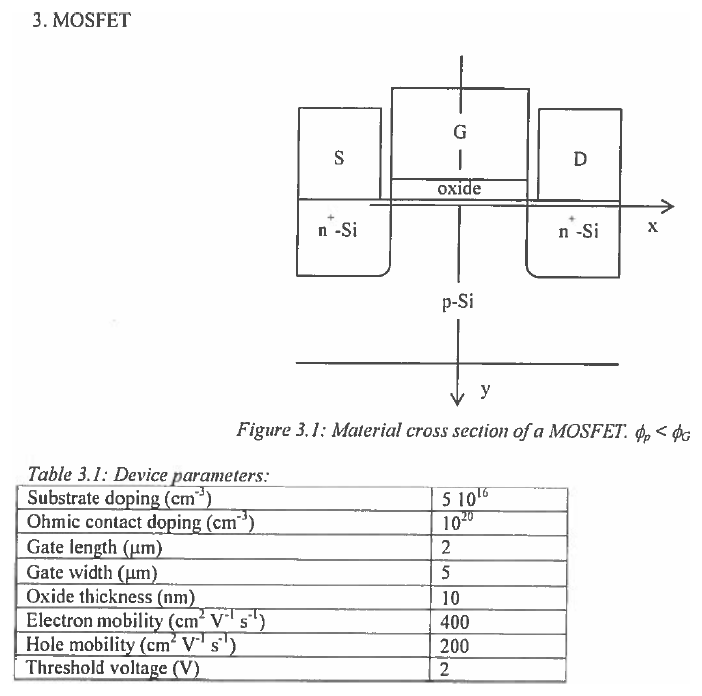 3. MOSFET
G
S
D
oxide
n⁺-Si
n⁺-Si
x
p-Si
y
Figure 3.1: Material cross section of a MOSFET. ϕp < ϕG
Table 3.1: Device parameters:
Substrate doping (cm⁻³) 5 10¹⁶
Ohmic contact doping (cm⁻³) 10²⁰
Gate length (μm) 2
Gate width (μm) 5
Oxide thickness (nm) 10
Electron mobility (cm² V⁻¹ s⁻¹) 400
Hole mobility (cm² V⁻¹ s⁻¹) 200
Threshold voltage (V) 2